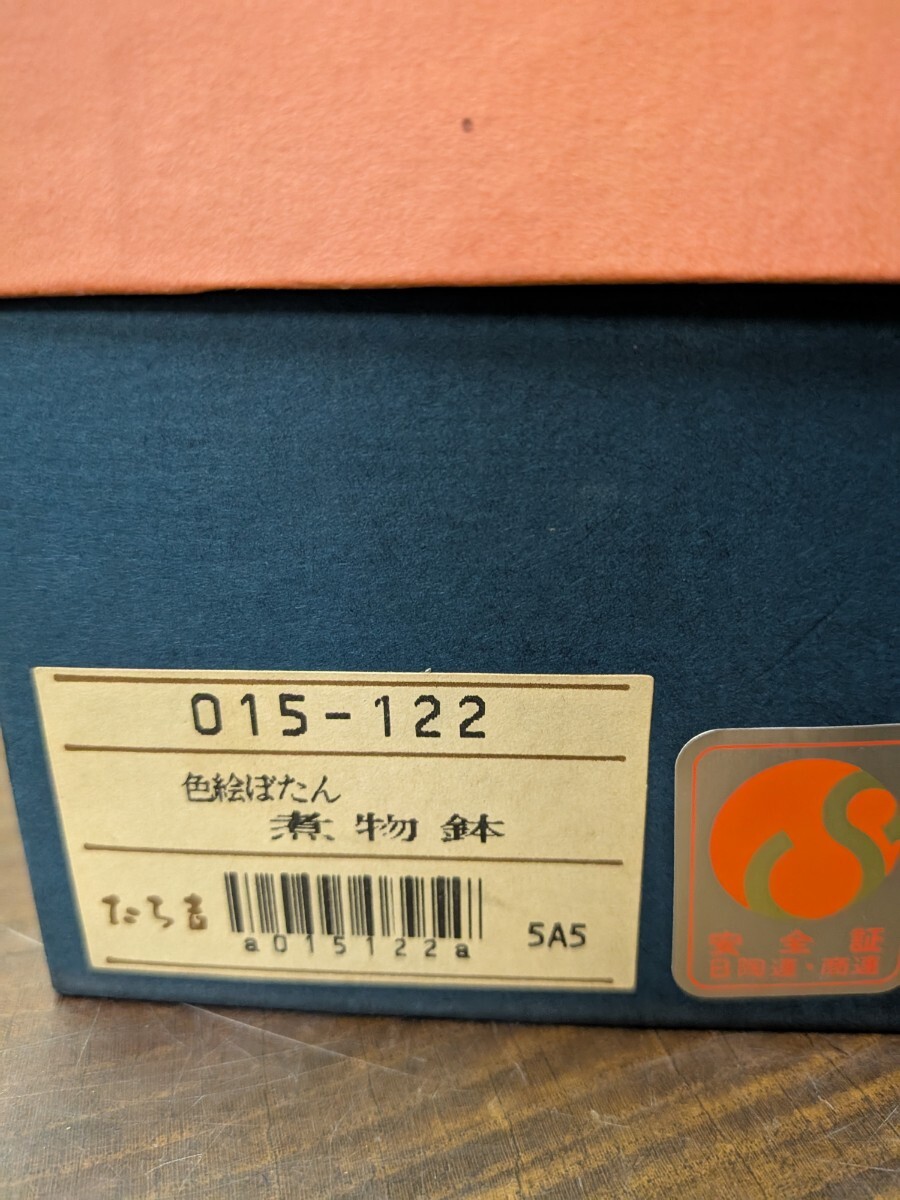 015-122
色絵ぼたん
煮物鉢
たち吉
a015122a
5A5
安全証
日陶連・商連